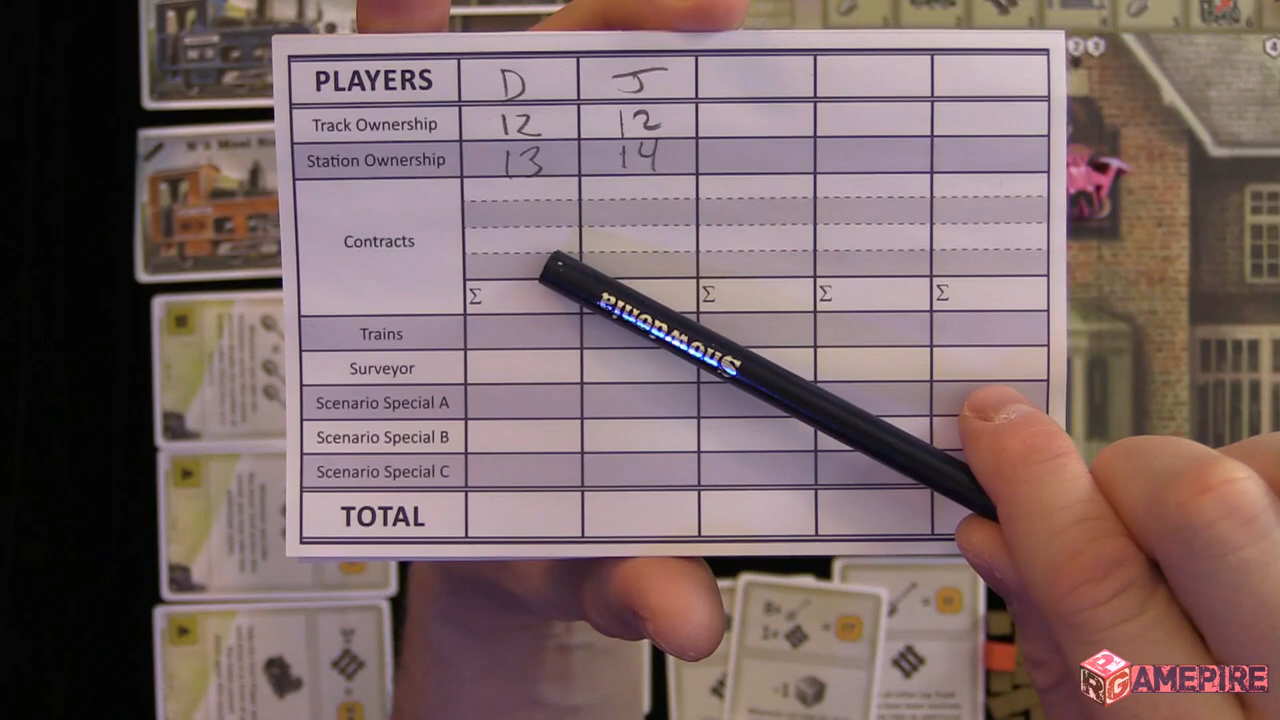 PLAYERS D J
Track Ownership 12 12
Station Ownership 13 14
Contracts
Σ Σ Σ Σ
Trains
Surveyor
Scenario Special A
Scenario Special B
Scenario Special C
TOTAL
Snowdonia
GAMEPIRE